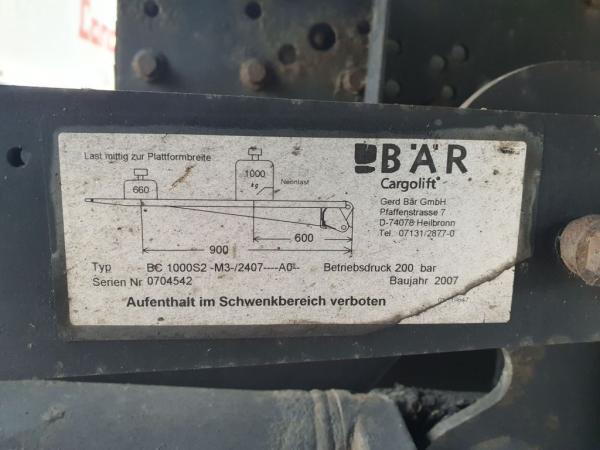 BÄR
Cargolift
Gerd Bär GmbH
Pfaffenstrasse 7
D-74078 Heilbronn
Tel. 07131/2877-0
Last mittig zur Plattformbreite
1000
kg
Nennlast
660
600
900
Typ BC 1000S2 -M3-/2407----A0-- Betriebsdruck 200 bar
Serien Nr 0704542 Baujahr 2007
Aufenthalt im Schwenkbereich verboten